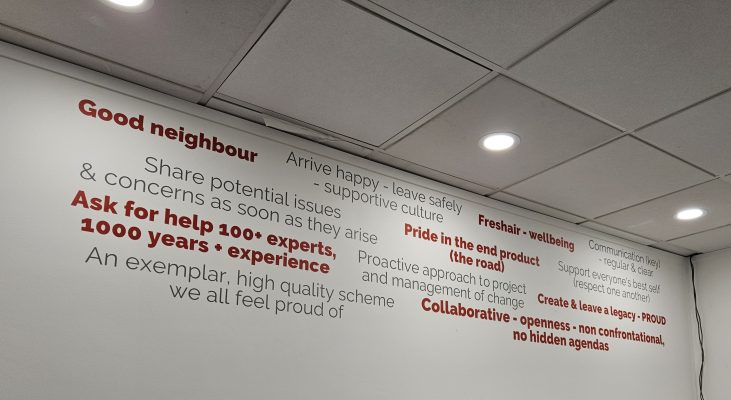 Good neighbour
Arrive happy - leave safely
- supportive culture
Share potential issues
& concerns as soon as they arise
Ask for help 100+ experts,
1000 years + experience
An exemplar, high quality scheme
we all feel proud of
Freshair - wellbeing
Pride in the end product
(the road)
Proactive approach to project
and management of change
Communication (key)
- regular & clear
Support everyone's best self
(respect one another)
Create & leave a legacy - PROUD
Collaborative - openness - non confrontational,
no hidden agendas